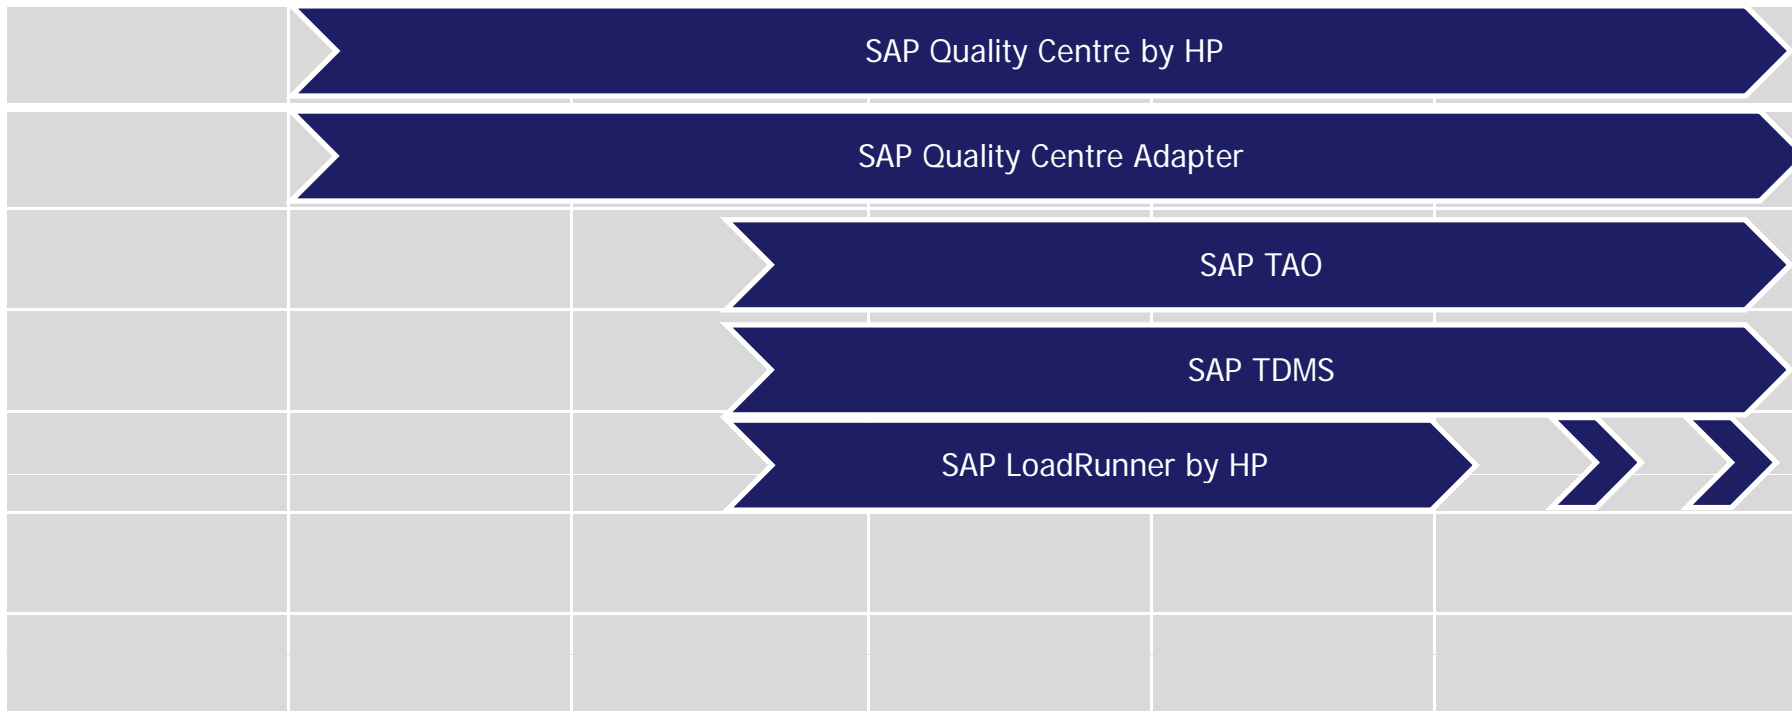 SAP Quality Centre by HP
SAP Quality Centre Adapter
SAP TAO
SAP TDMS
SAP LoadRunner by HP